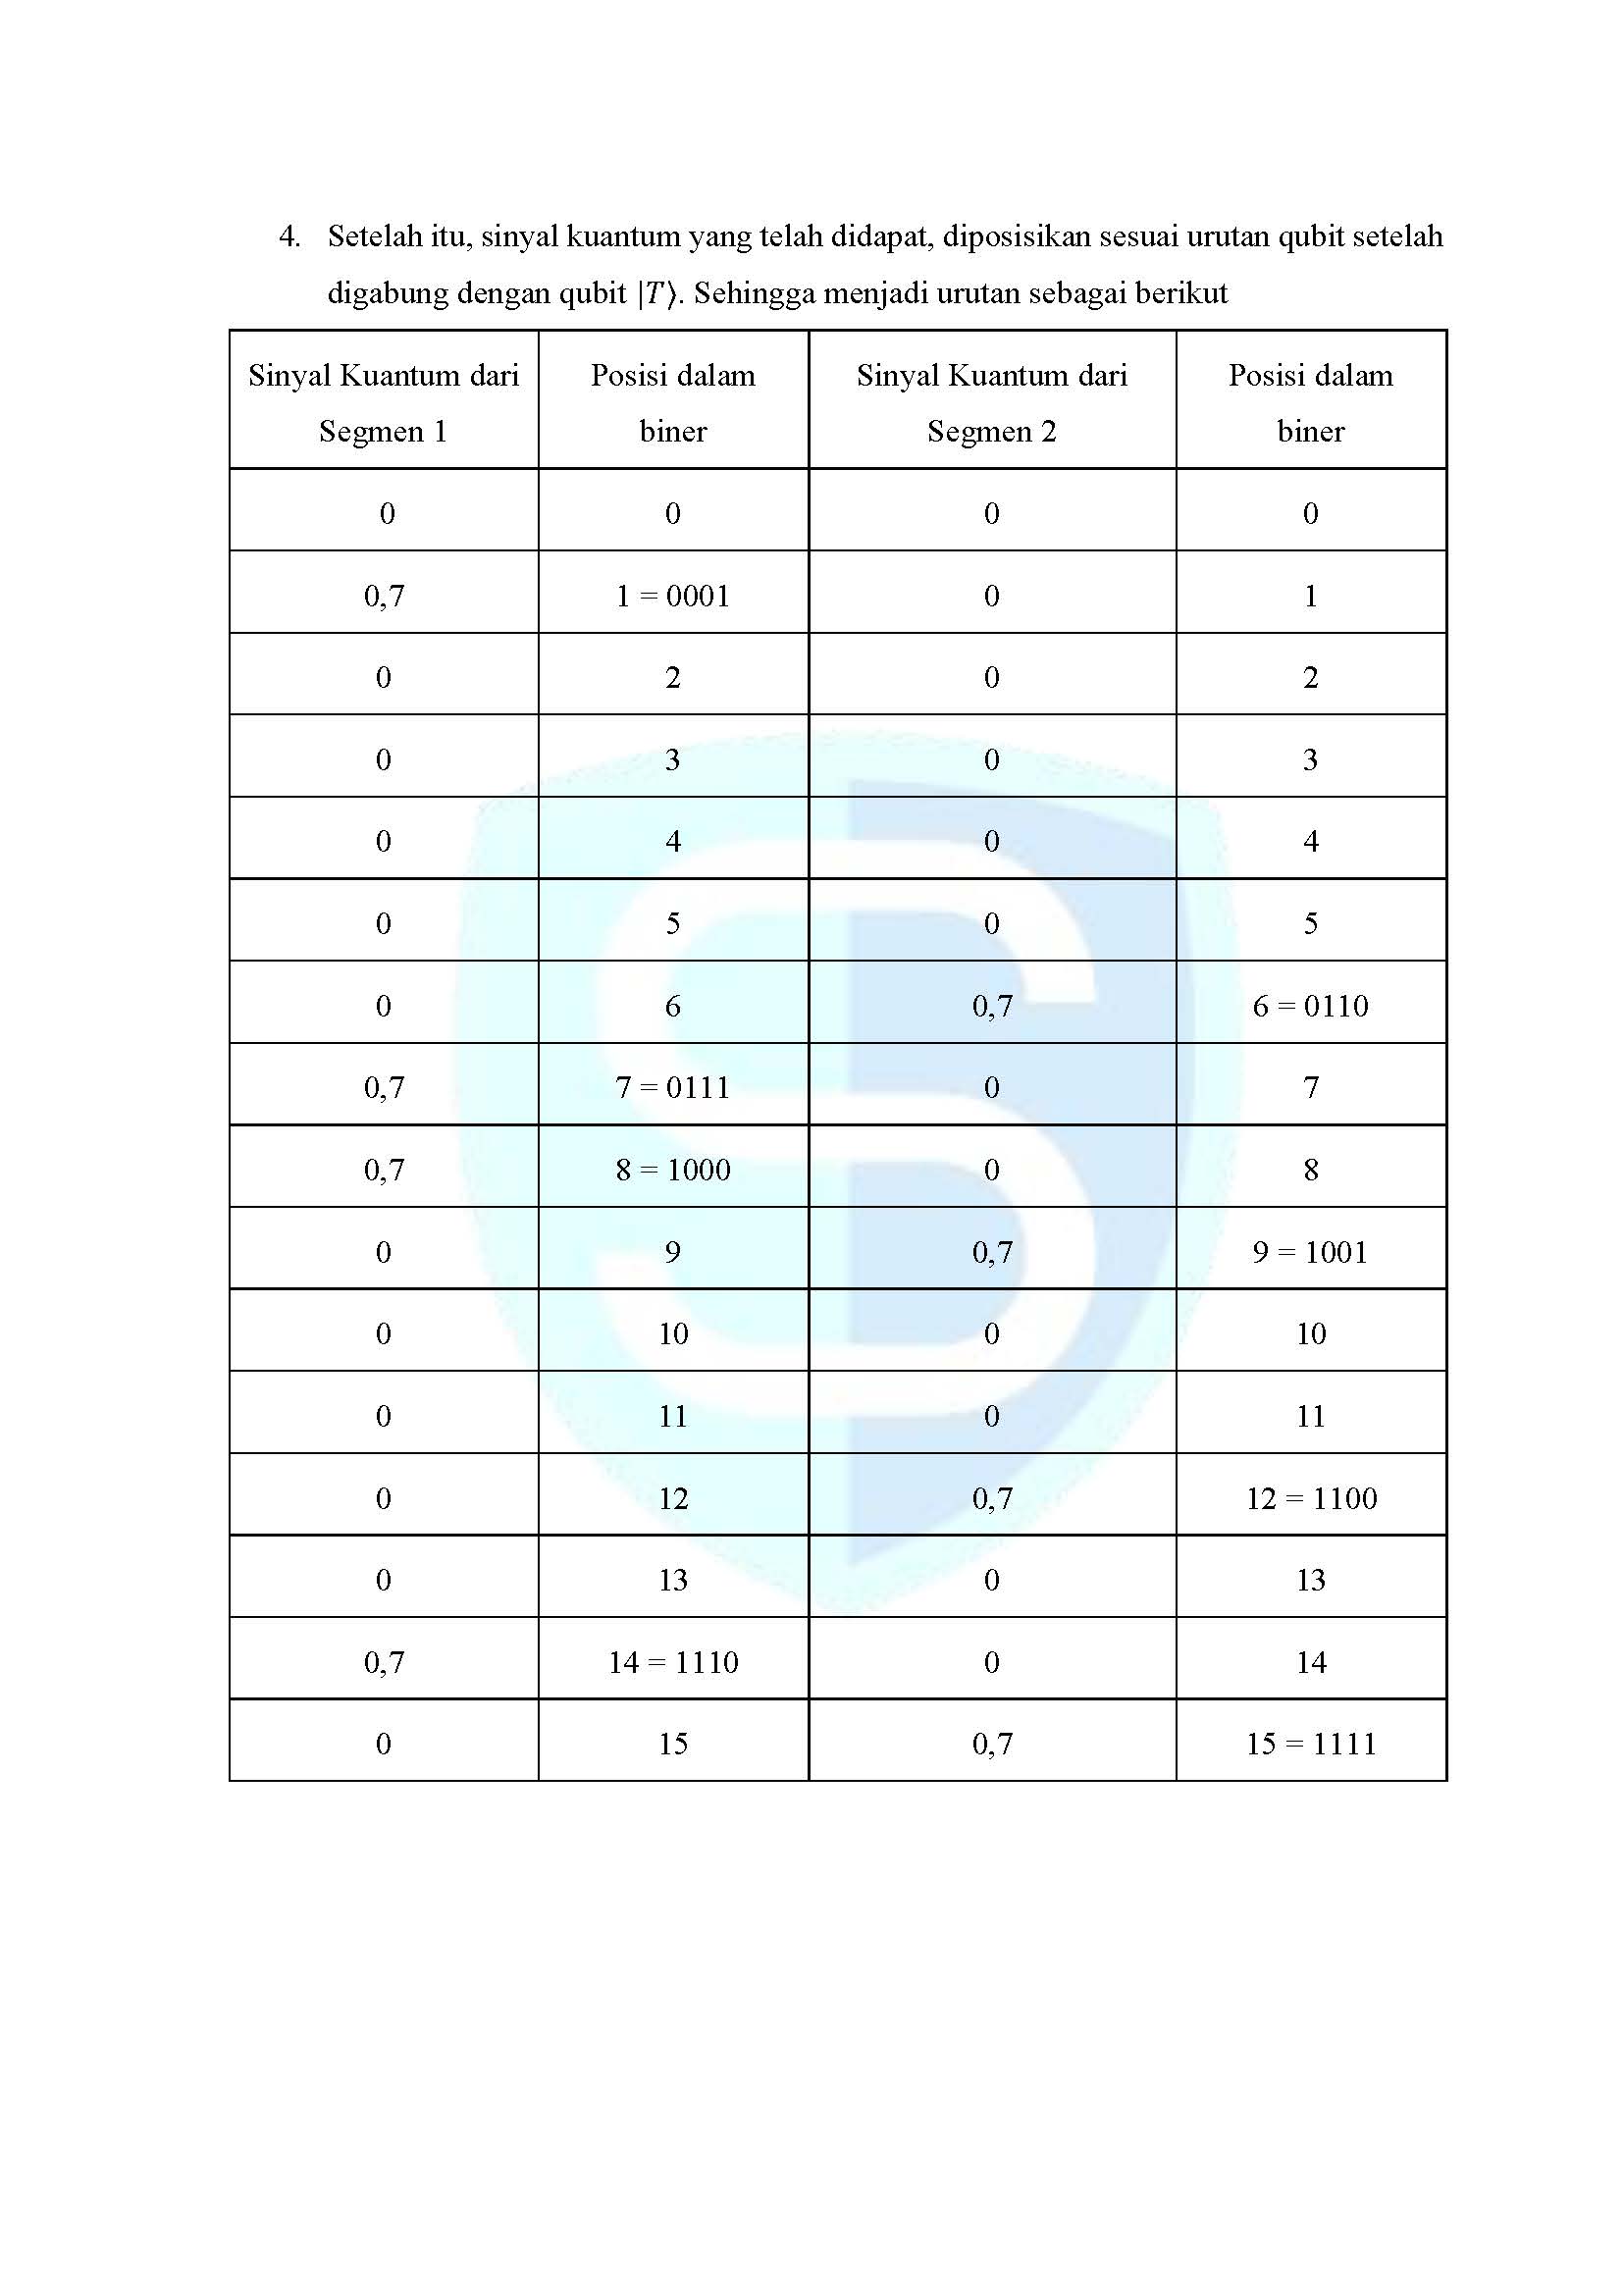 4. Setelah itu, sinyal kuantum yang telah didapat, diposisikan sesuai urutan qubit setelah
digabung dengan qubit |T⟩. Sehingga menjadi urutan sebagai berikut
Sinyal Kuantum dari Segmen 1 Posisi dalam biner Sinyal Kuantum dari Segmen 2 Posisi dalam biner
0 0 0 0
0,7 1 = 0001 0 1
0 2 0 2
0 3 0 3
0 4 0 4
0 5 0 5
0 6 0,7 6 = 0110
0,7 7 = 0111 0 7
0,7 8 = 1000 0 8
0 9 0,7 9 = 1001
0 10 0 10
0 11 0 11
0 12 0,7 12 = 1100
0 13 0 13
0,7 14 = 1110 0 14
0 15 0,7 15 = 1111